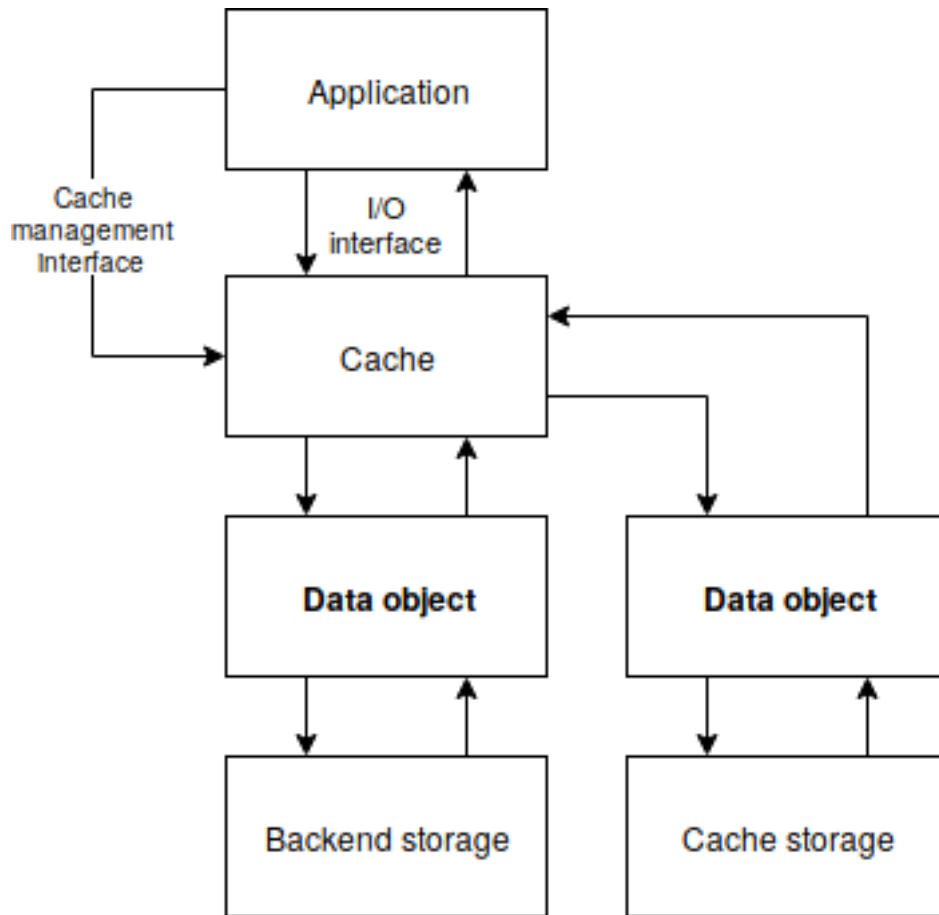 Application
Cache
management
Interface
I/O
interface
Cache
Data object
Data object
Backend storage
Cache storage